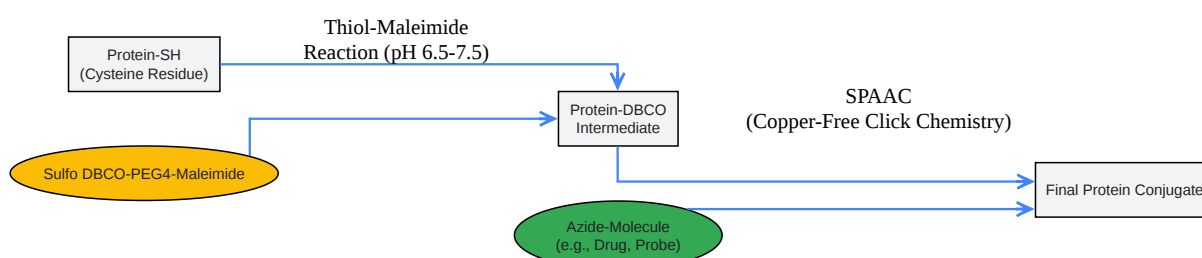 Thiol-Maleimide
Reaction (pH 6.5-7.5)
Protein-SH
(Cysteine Residue)
SPAAC
(Copper-Free Click Chemistry)
Protein-DBCO
Intermediate
Sulfo DBCO-PEG4-Maleimide
Final Protein Conjugate
Azide-Molecule
(e.g., Drug, Probe)